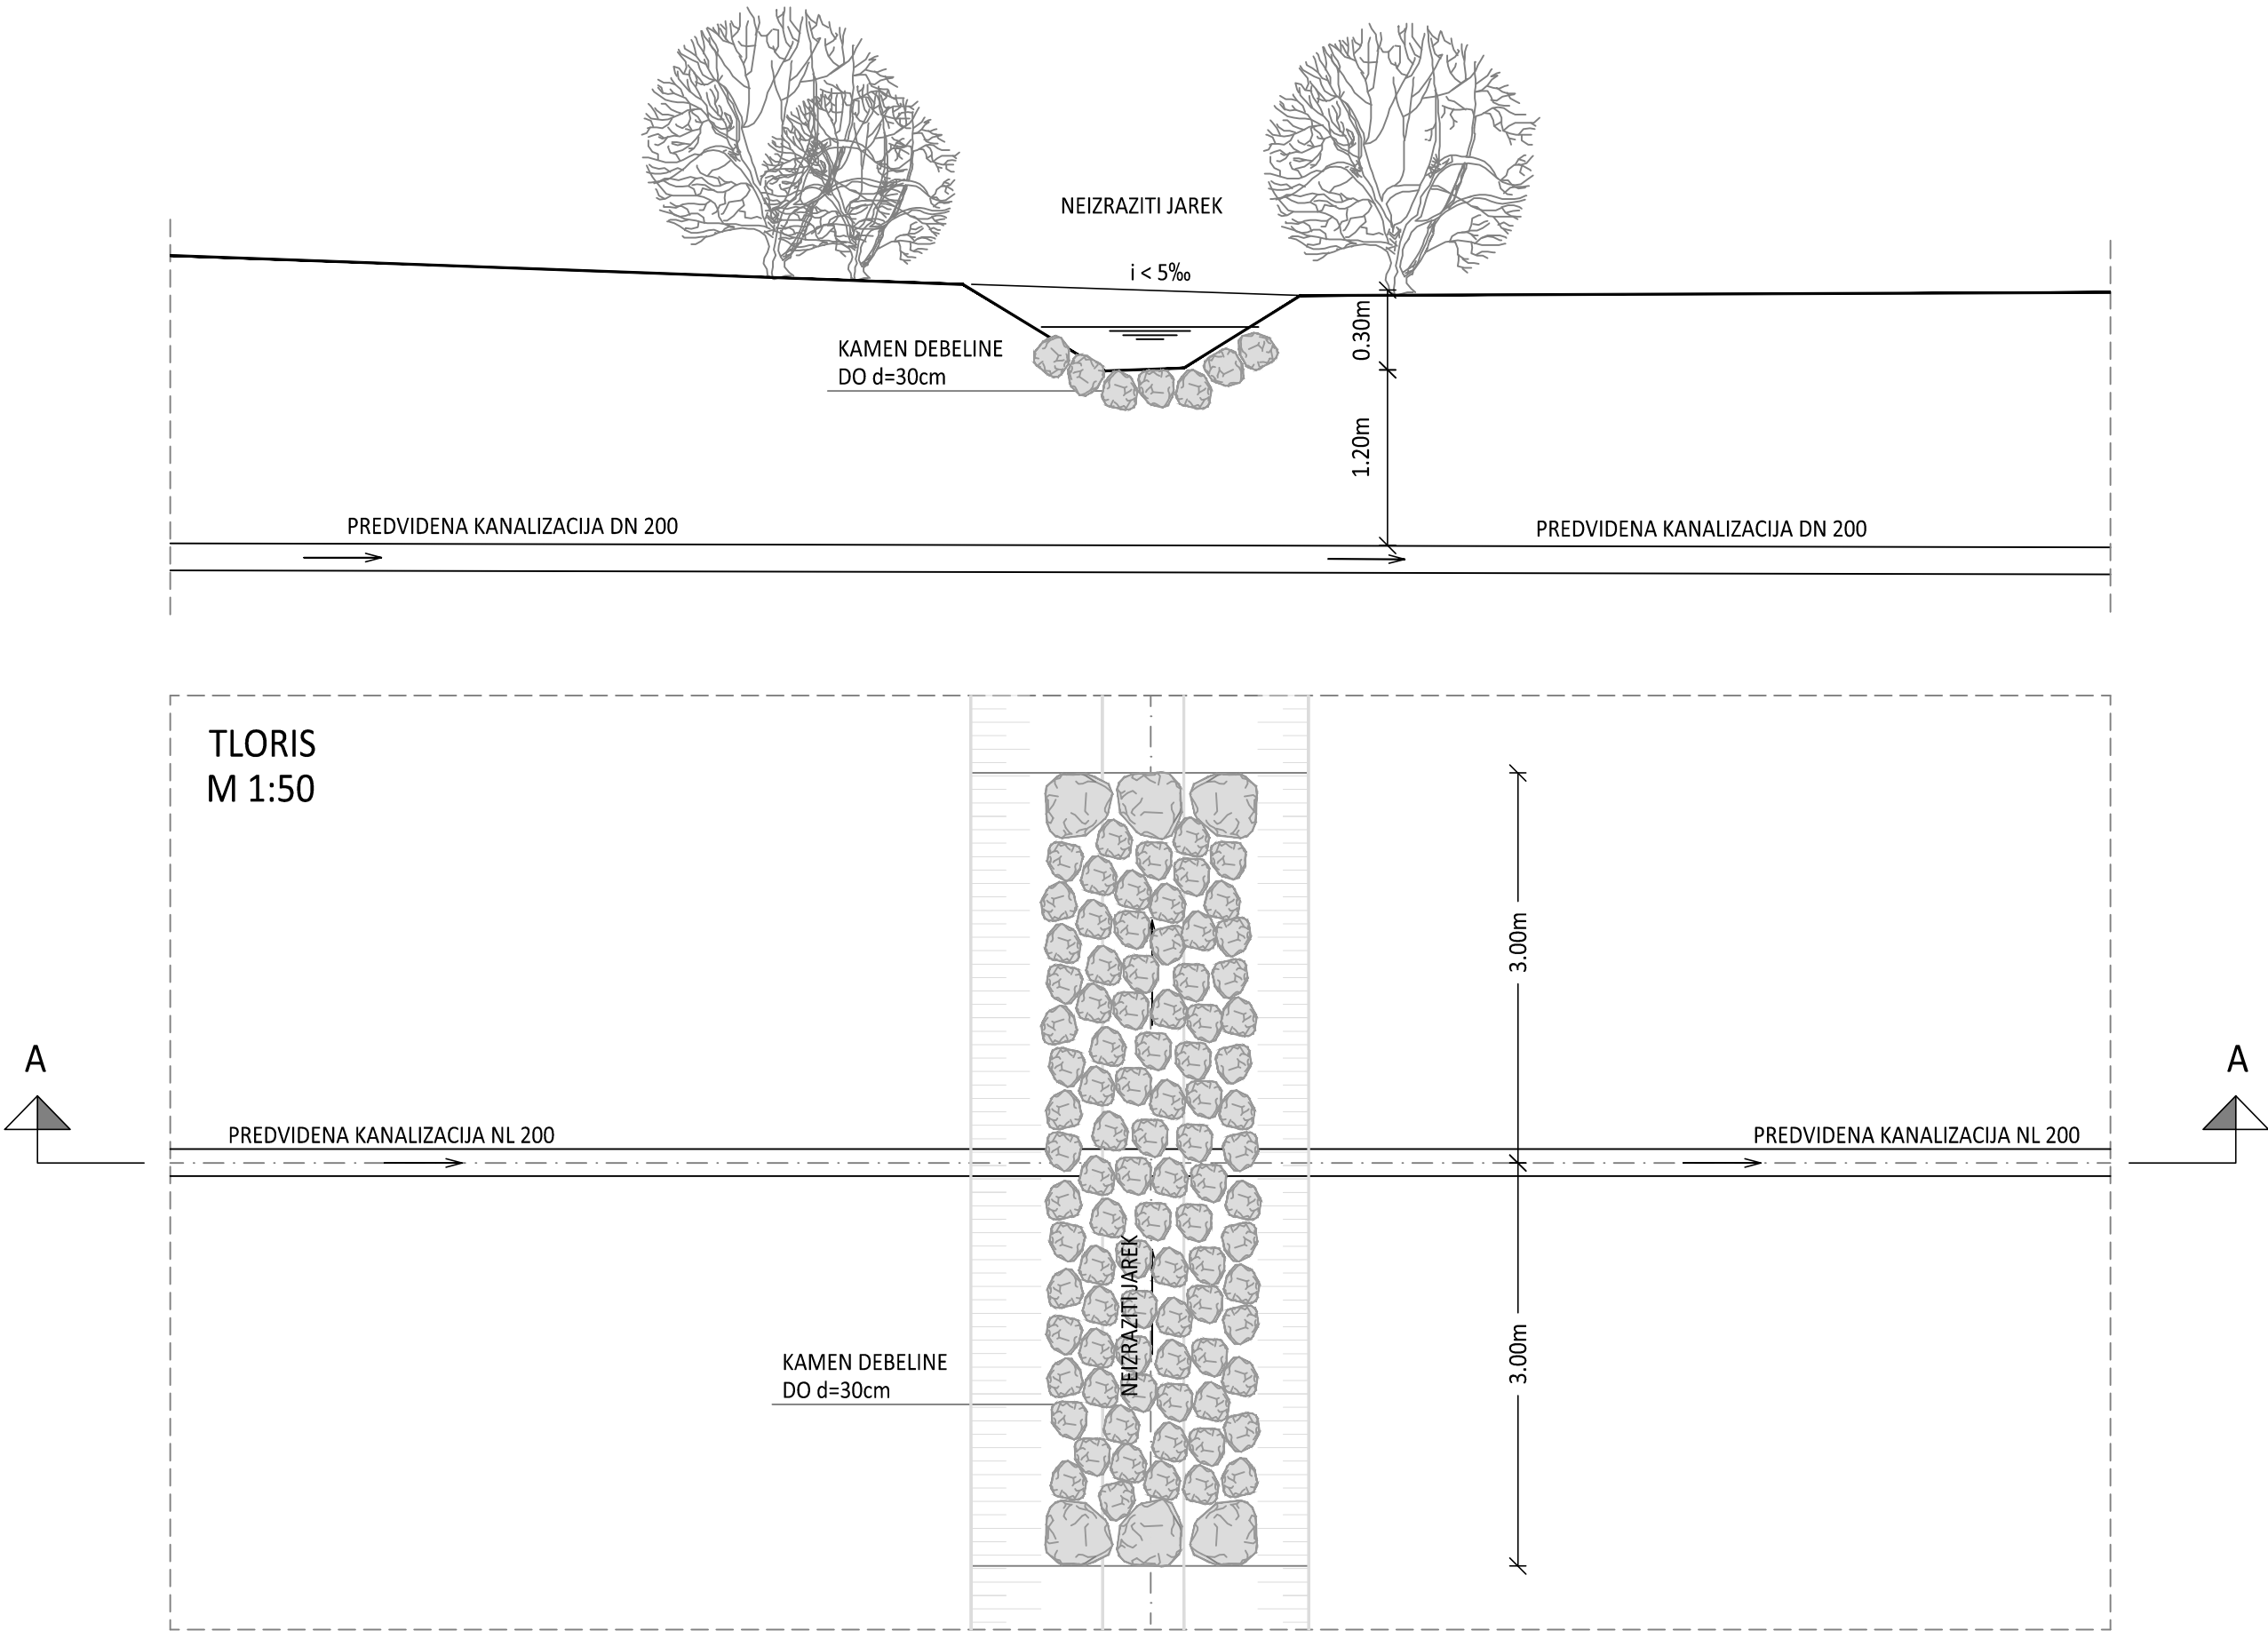 NEIZRAZITI JAREK
i < 5‰
KAMEN DEBELINE
DO d=30cm
0.30m
1.20m
PREDVIDENA KANALIZACIJA DN 200
PREDVIDENA KANALIZACIJA DN 200
TLORIS
M 1:50
3.00m
A
A
PREDVIDENA KANALIZACIJA NL 200
PREDVIDENA KANALIZACIJA NL 200
NEIZRAZITI JAREK
KAMEN DEBELINE
DO d=30cm
3.00m